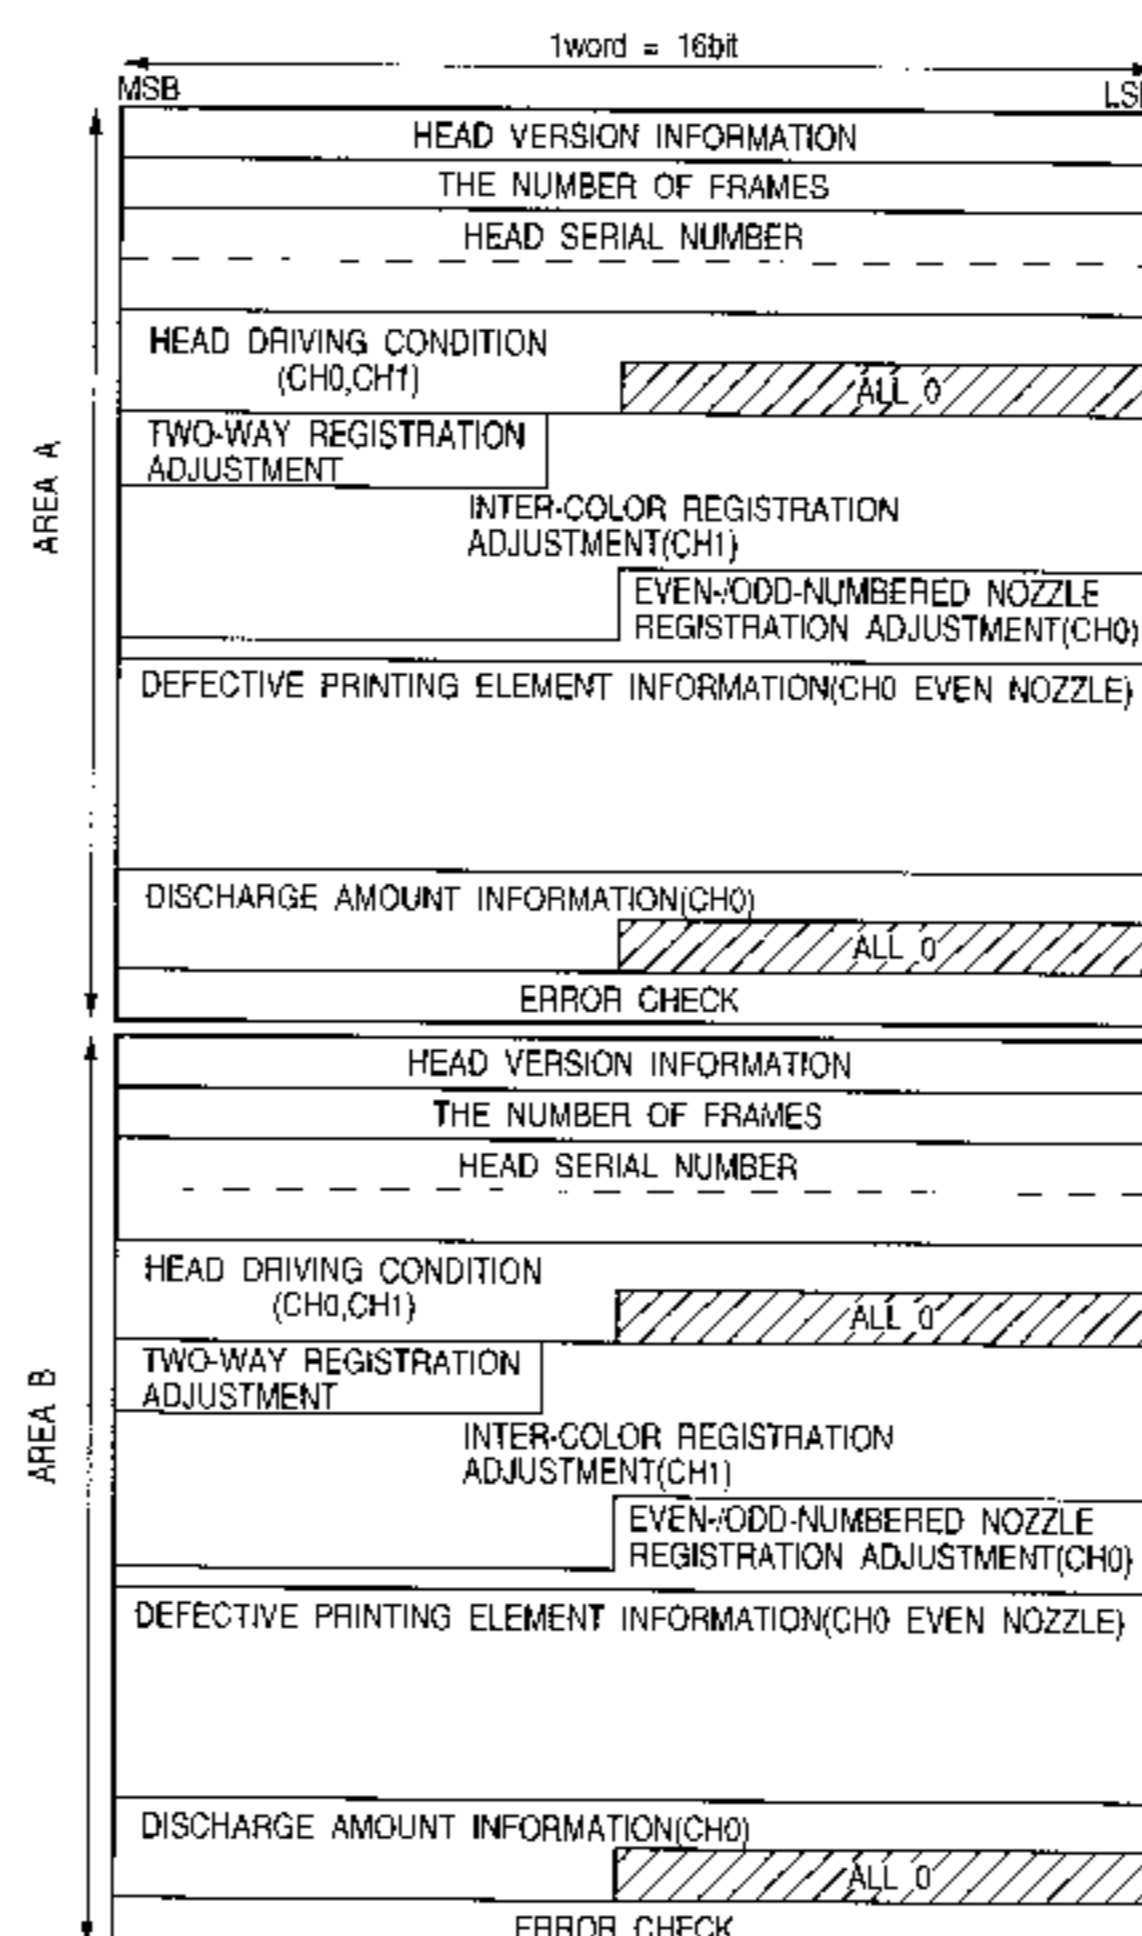 1word = 16bit
MSB
LSB
HEAD VERSION INFORMATION
THE NUMBER OF FRAMES
HEAD SERIAL NUMBER
HEAD DRIVING CONDITION
(CH0,CH1)
ALL 0
TWO-WAY REGISTRATION
ADJUSTMENT
AREA A
INTER-COLOR REGISTRATION
ADJUSTMENT(CH1)
EVEN-/ODD-NUMBERED NOZZLE
REGISTRATION ADJUSTMENT(CH0)
DEFECTIVE PRINTING ELEMENT INFORMATION(CH0 EVEN NOZZLE)
DISCHARGE AMOUNT INFORMATION(CH0)
ALL 0
ERROR CHECK
HEAD VERSION INFORMATION
THE NUMBER OF FRAMES
HEAD SERIAL NUMBER
HEAD DRIVING CONDITION
(CH0,CH1)
ALL 0
TWO-WAY REGISTRATION
ADJUSTMENT
AREA B
INTER-COLOR REGISTRATION
ADJUSTMENT(CH1)
EVEN-/ODD-NUMBERED NOZZLE
REGISTRATION ADJUSTMENT(CH0)
DEFECTIVE PRINTING ELEMENT INFORMATION(CH0 EVEN NOZZLE)
DISCHARGE AMOUNT INFORMATION(CH0)
ALL 0
ERROR CHECK